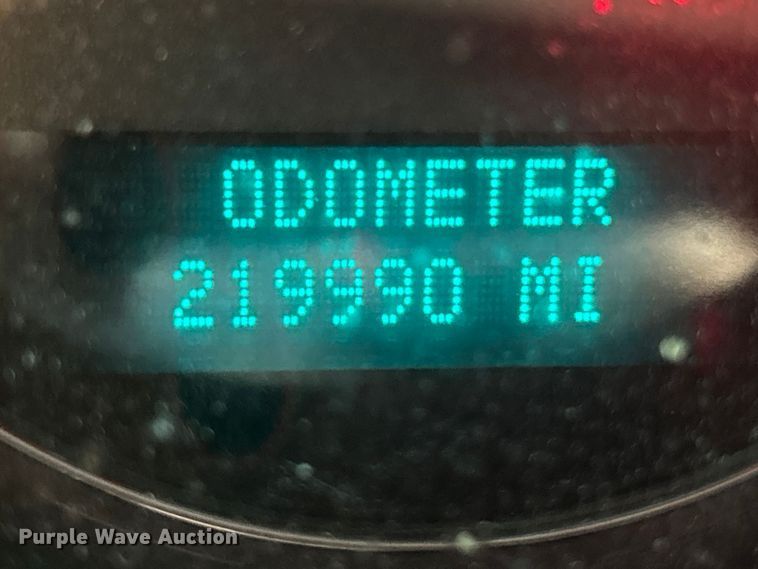 ODOMETER
219990 MI
Purple Wave Auction